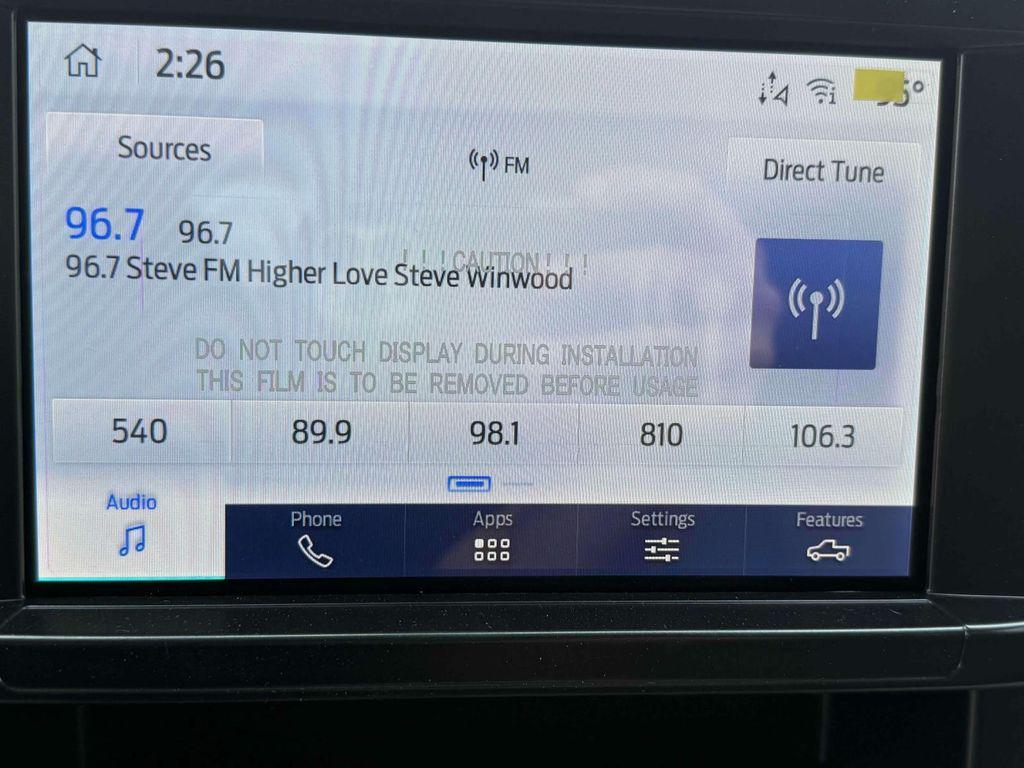 2:26
Sources
FM
Direct Tune
96.7 96.7
96.7 Steve FM Higher Love Steve Winwood
! ! ! CAUTION ! ! !
DO NOT TOUCH DISPLAY DURING INSTALLATION
THIS FILM IS TO BE REMOVED BEFORE USAGE
540 89.9 98.1 810 106.3
Audio Phone Apps Settings Features